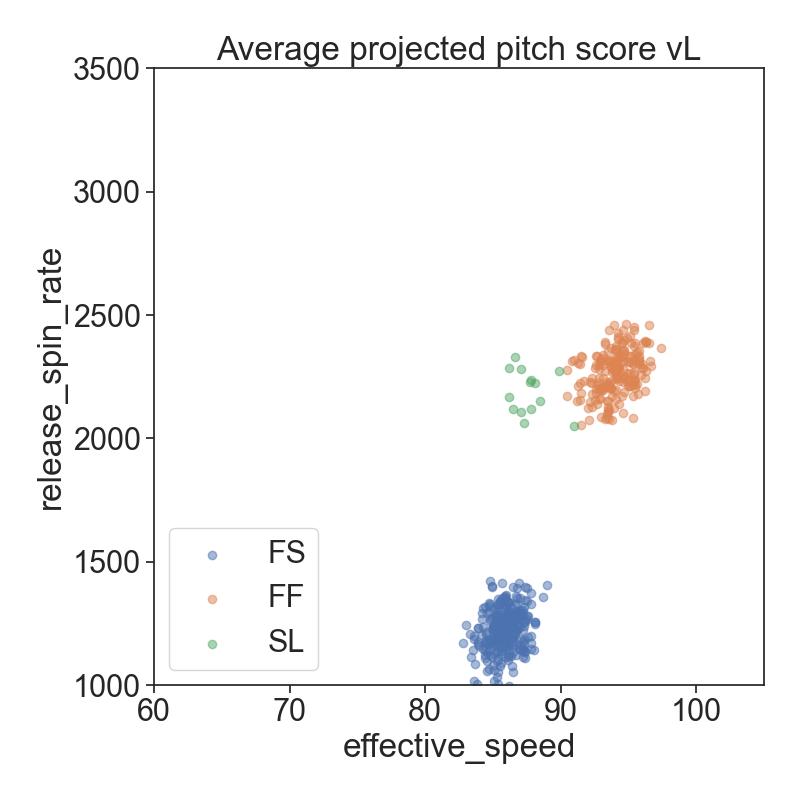 Average projected pitch score vL
3500
3000
2500
2000
1500
1000
release_spin_rate
FS
FF
SL
60
70
80
90
100
effective_speed